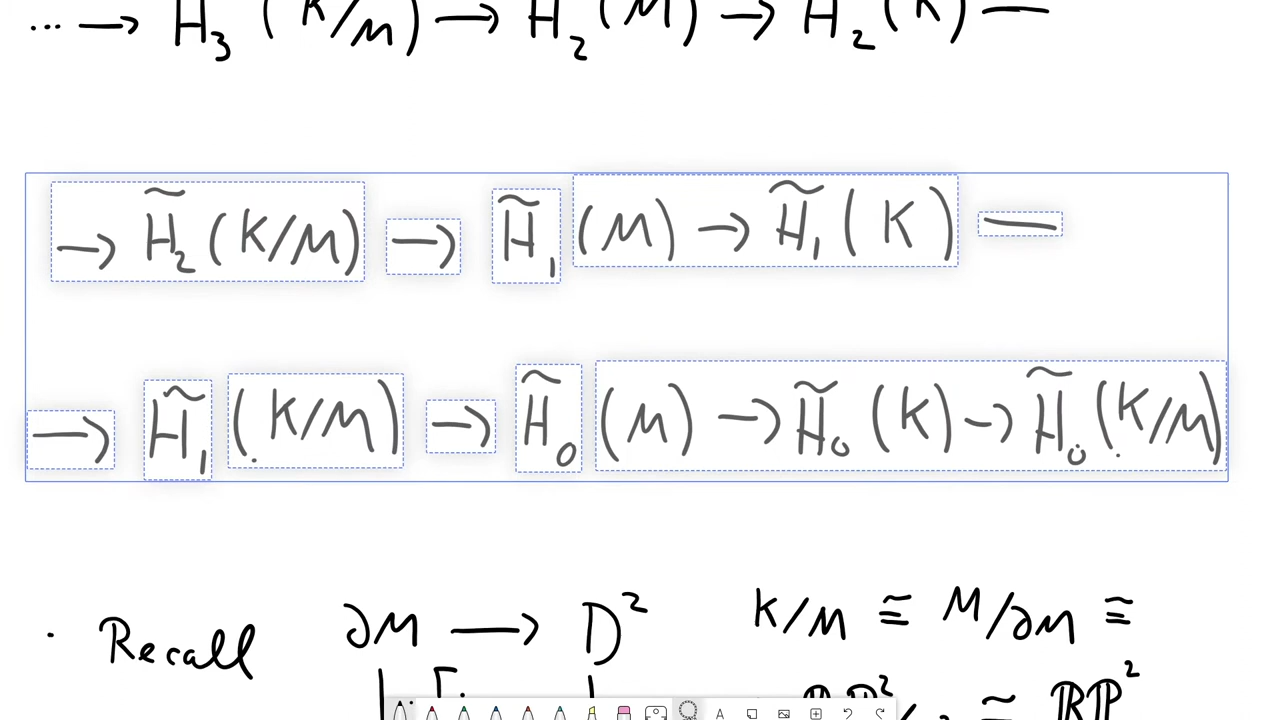 ... → H₃ (K/M) → H₂ (M) → H₂ (K) —
→ H̃₂ (K/M) → H̃₁ (M) → H̃₁ (K) —
→ H̃₁ (K/M) → H̃₀ (M) → H̃₀ (K) → H̃₀ (K/M)
· Recall ∂M → D² K/M ≅ M/∂M ≅
≅ ℝℙ²